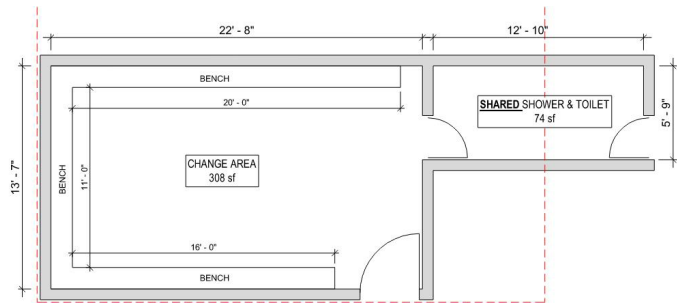 22' - 8"
12' - 10"
BENCH
20' - 0"
SHARED SHOWER & TOILET
74 sf
5' - 9"
13' - 7"
BENCH
11' - 0"
CHANGE AREA
308 sf
16' - 0"
BENCH